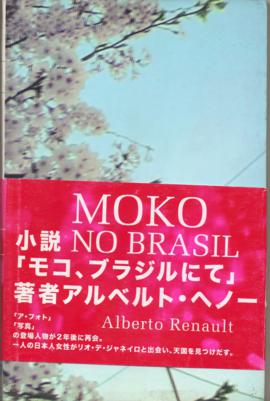 MOKO
小説 NO BRASIL
「モコ、ブラジルにて」
著者アルベルト・ヘノー
Alberto Renault
『ア・フォト』
『写真』
の登場人物が2年後に再会。
一人の日本人女性がリオ・デ・ジャネイロと出会い、天国を見つけだす。